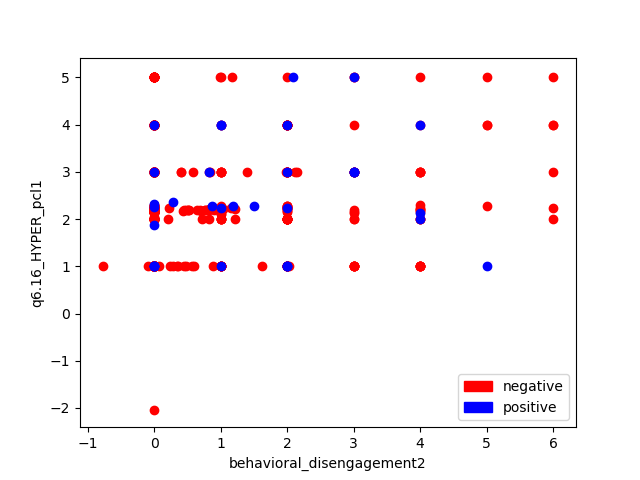 5
4
3
2
1
0
−1
−2
q6.16_HYPER_pcl1
negative
positive
−1 0 1 2 3 4 5 6
behavioral_disengagement2